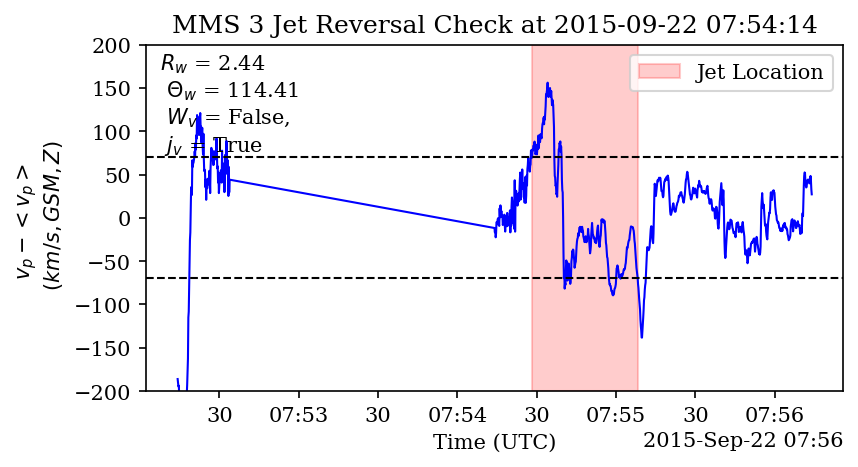 MMS 3 Jet Reversal Check at 2015-09-22 07:54:14
R_w = 2.44
Θ_w = 114.41
W_v = False,
j_v = True
Jet Location
v_p − < v_p >
(km/s, GSM, Z)
200
150
100
50
0
−50
−100
−150
−200
30 07:53 30 07:54 30 07:55 30 07:56
Time (UTC)
2015-Sep-22 07:56